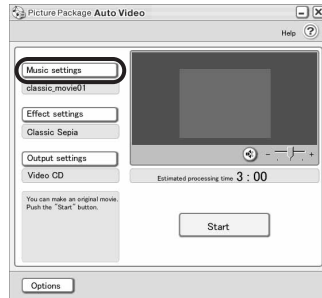 Picture Package Auto Video
Help ?
Music settings
classic_movie01
Effect settings
Classic Sepia
Output settings
Video CD
- +
Estimated processing time 3 : 00
You can make an original movie.
Push the "Start" button.
Start
Options